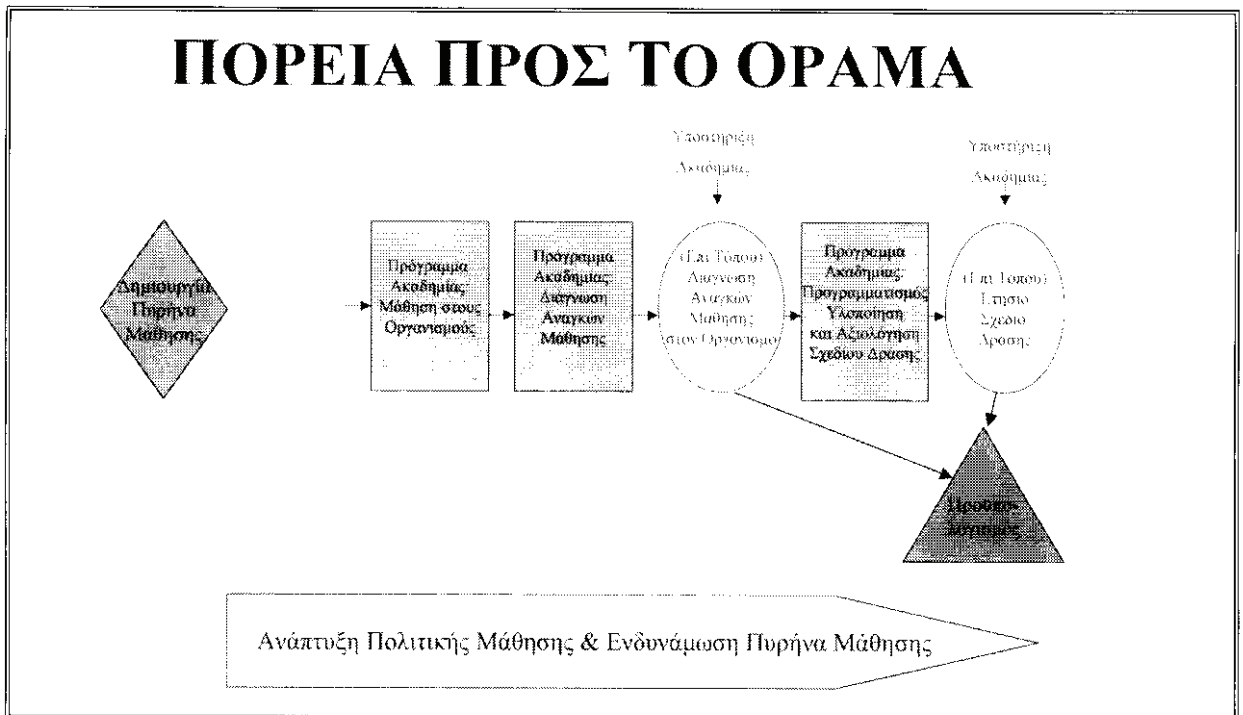 ΠΟΡΕΙΑ ΠΡΟΣ ΤΟ ΟΡΑΜΑ
Υποστήριξη
Ακαδημίας
Υποστήριξη
Ακαδημίας
Δημιουργία
Πυρήνα
Μάθησης
Πρόγραμμα
Ακαδημίας
Μάθηση στους
Οργανισμούς
Πρόγραμμα
Ακαδημίας
Διάγνωση
Αναγκών
Μάθησης
(Επι Τόπου)
Διάγνωση
Αναγκών
Μάθησης
στον Οργανισμό
Πρόγραμμα
Ακαδημίας
Προγραμματισμός
Υλοποίηση
και Αξιολόγηση
Σχεδίου Δράσης
(Επι Τόπου)
Ετήσιο
Σχέδιο
Δράσης
Προϋπο-
λογισμός
Ανάπτυξη Πολιτικής Μάθησης & Ενδυνάμωση Πυρήνα Μάθησης